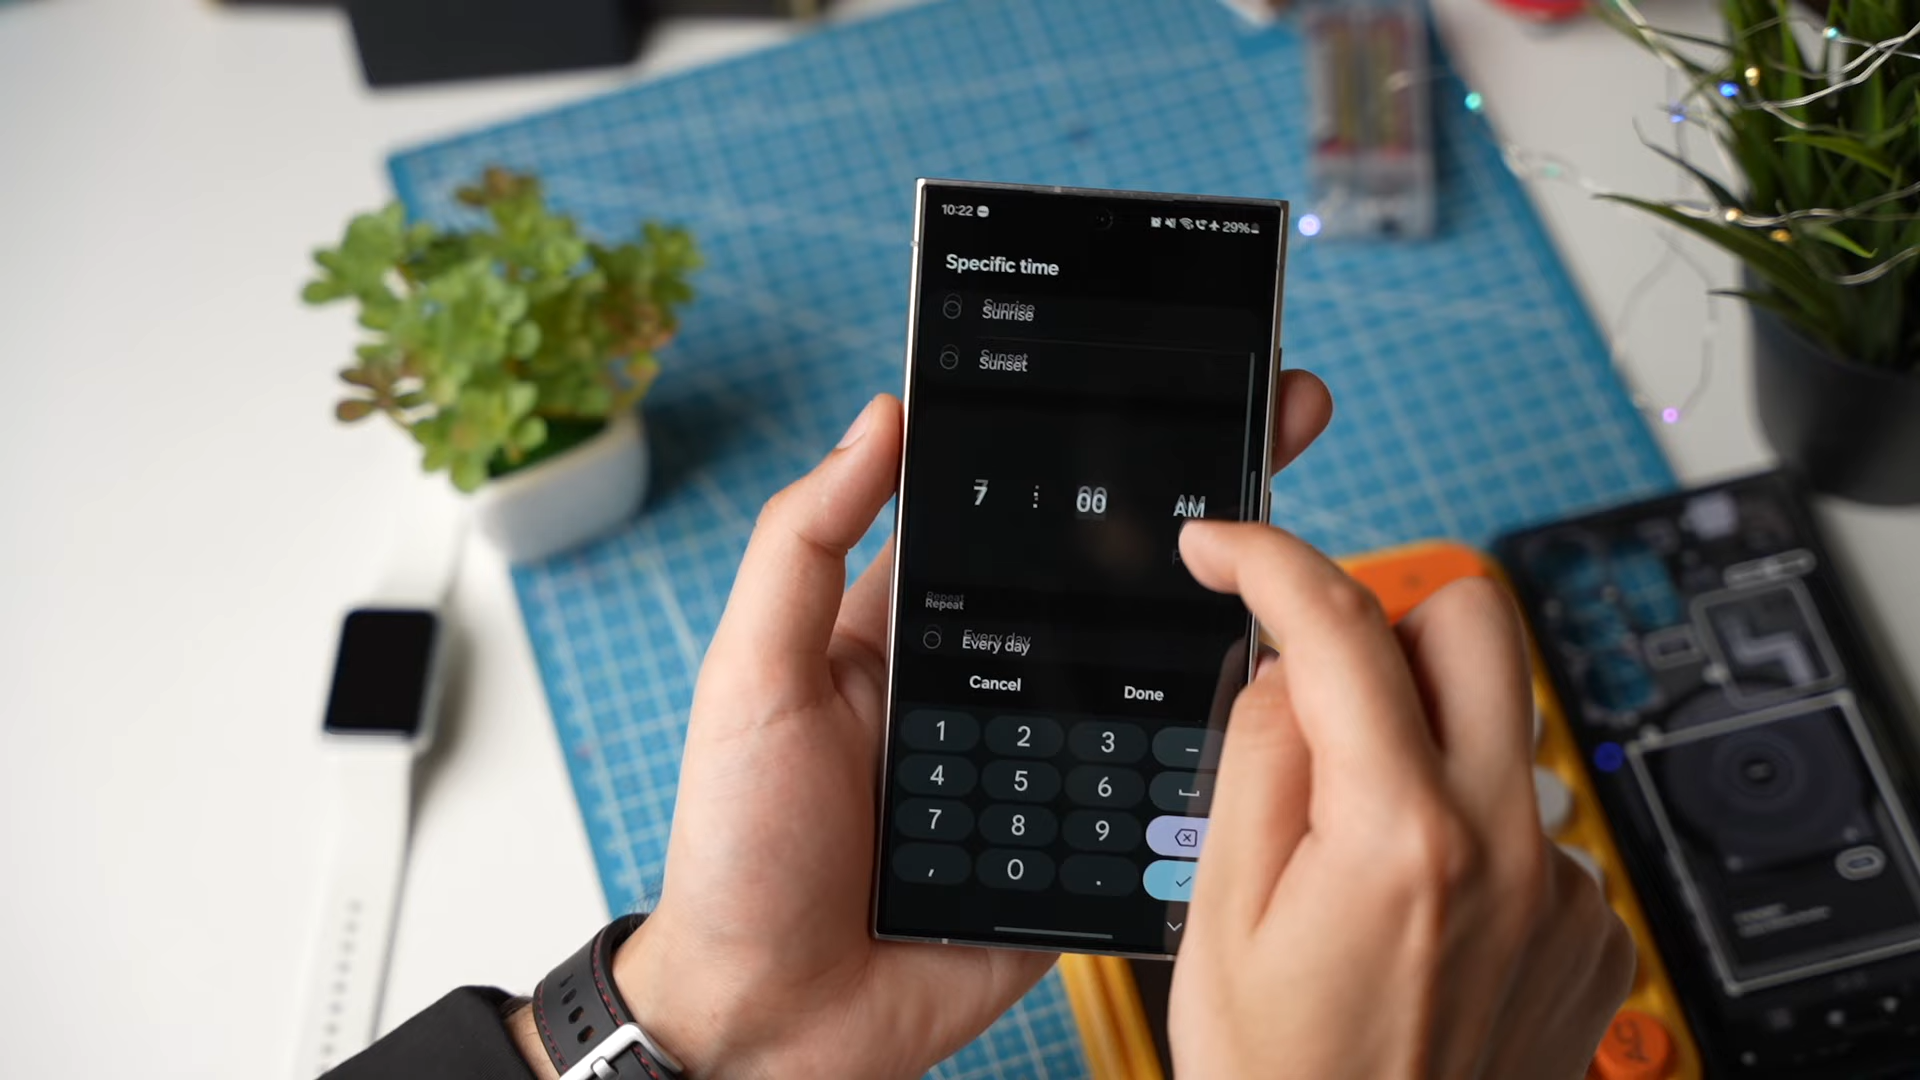 10:22 29%
Specific time
Sunrise
Sunset
7 : 00 AM
Repeat
Every day
Cancel Done
1 2 3 -
4 5 6
7 8 9
, 0 .
AC